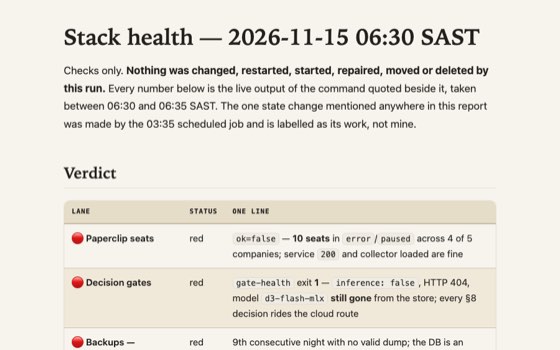 Stack health — 2026-11-15 06:30 SAST
Checks only. Nothing was changed, restarted, started, repaired, moved or deleted by
this run. Every number below is the live output of the command quoted beside it, taken
between 06:30 and 06:35 SAST. The one state change mentioned anywhere in this report
was made by the 03:35 scheduled job and is labelled as its work, not mine.
Verdict
LANE STATUS ONE LINE
Paperclip seats red ok=false — 10 seats in error / paused across 4 of 5
companies; service 200 and collector loaded are fine
Decision gates red gate-health exit 1 — inference: false , HTTP 404,
model d3-flash-mlx still gone from the store; every §8
decision rides the cloud route
Backups — red 9th consecutive night with no valid dump; the DB is an